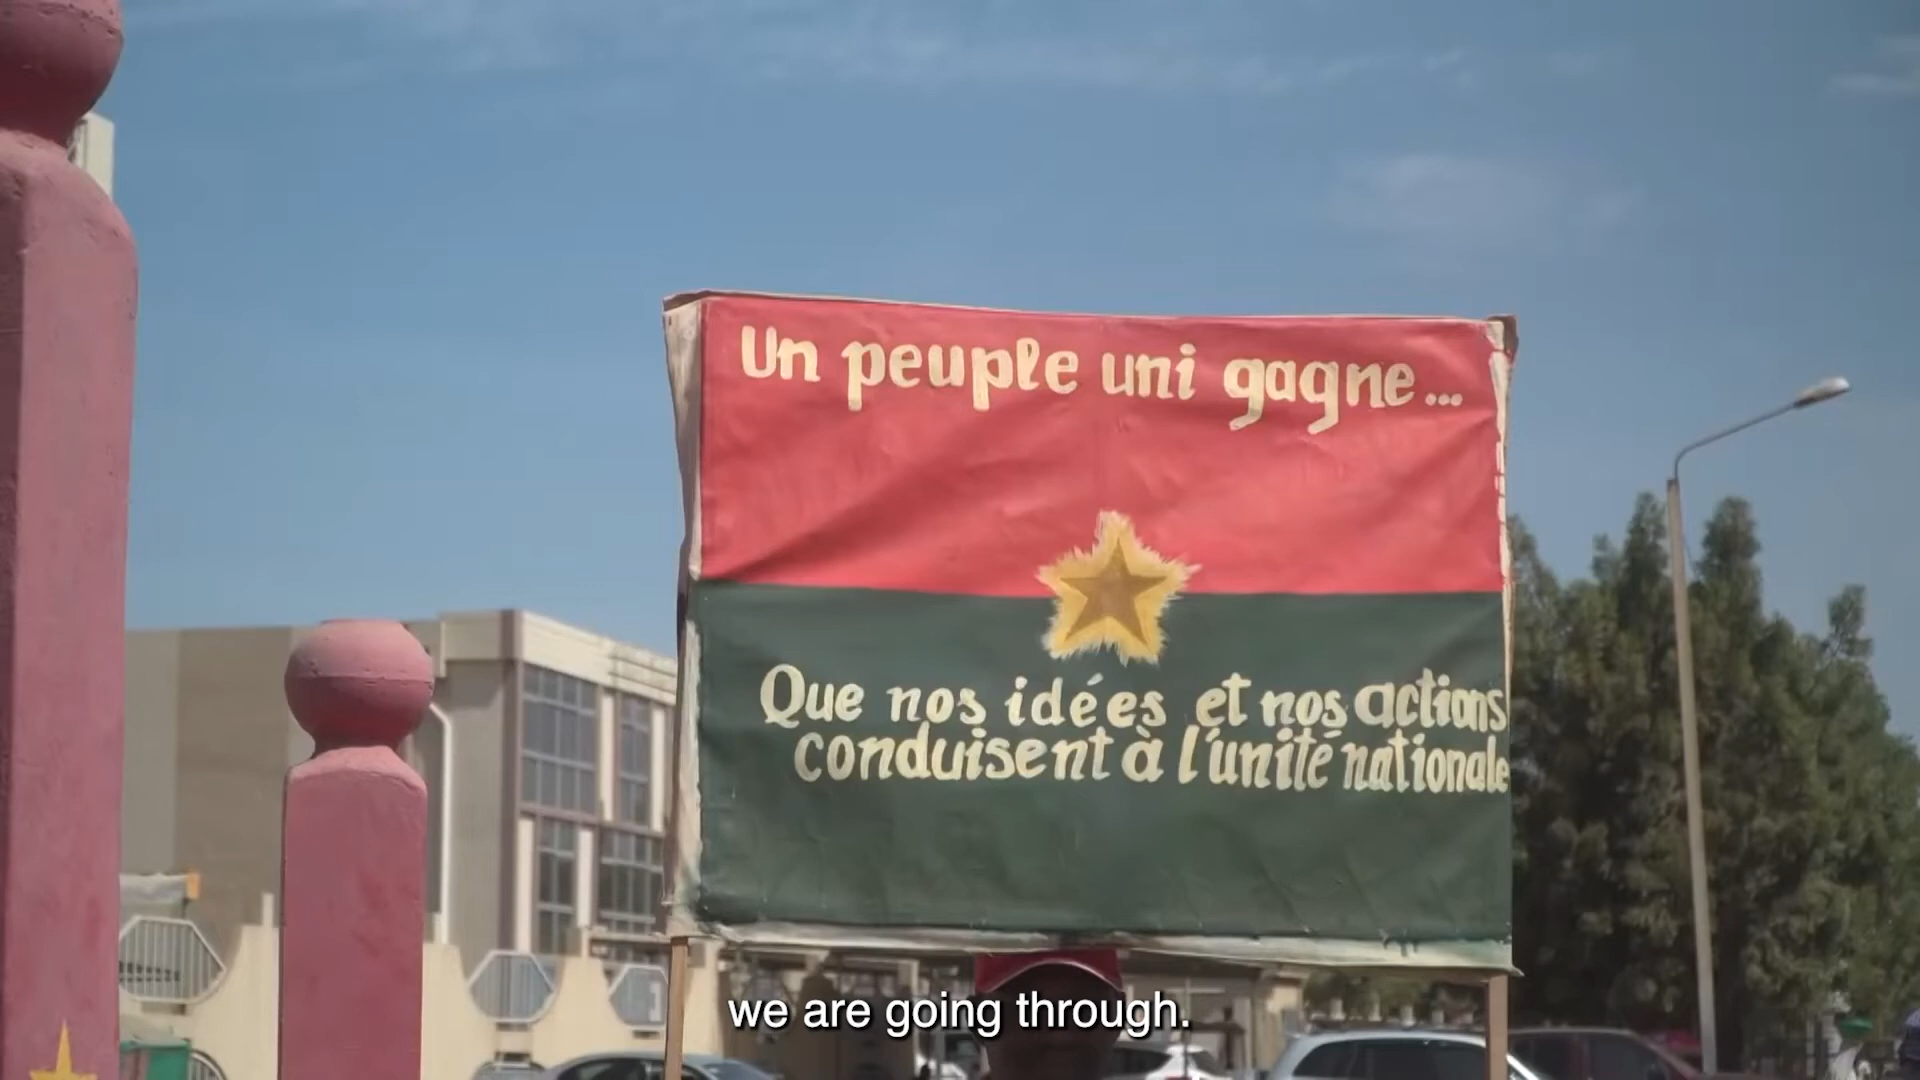 Un peuple uni gagne...
Que nos idées et nos actions
conduisent à l'unité nationale
we are going through.